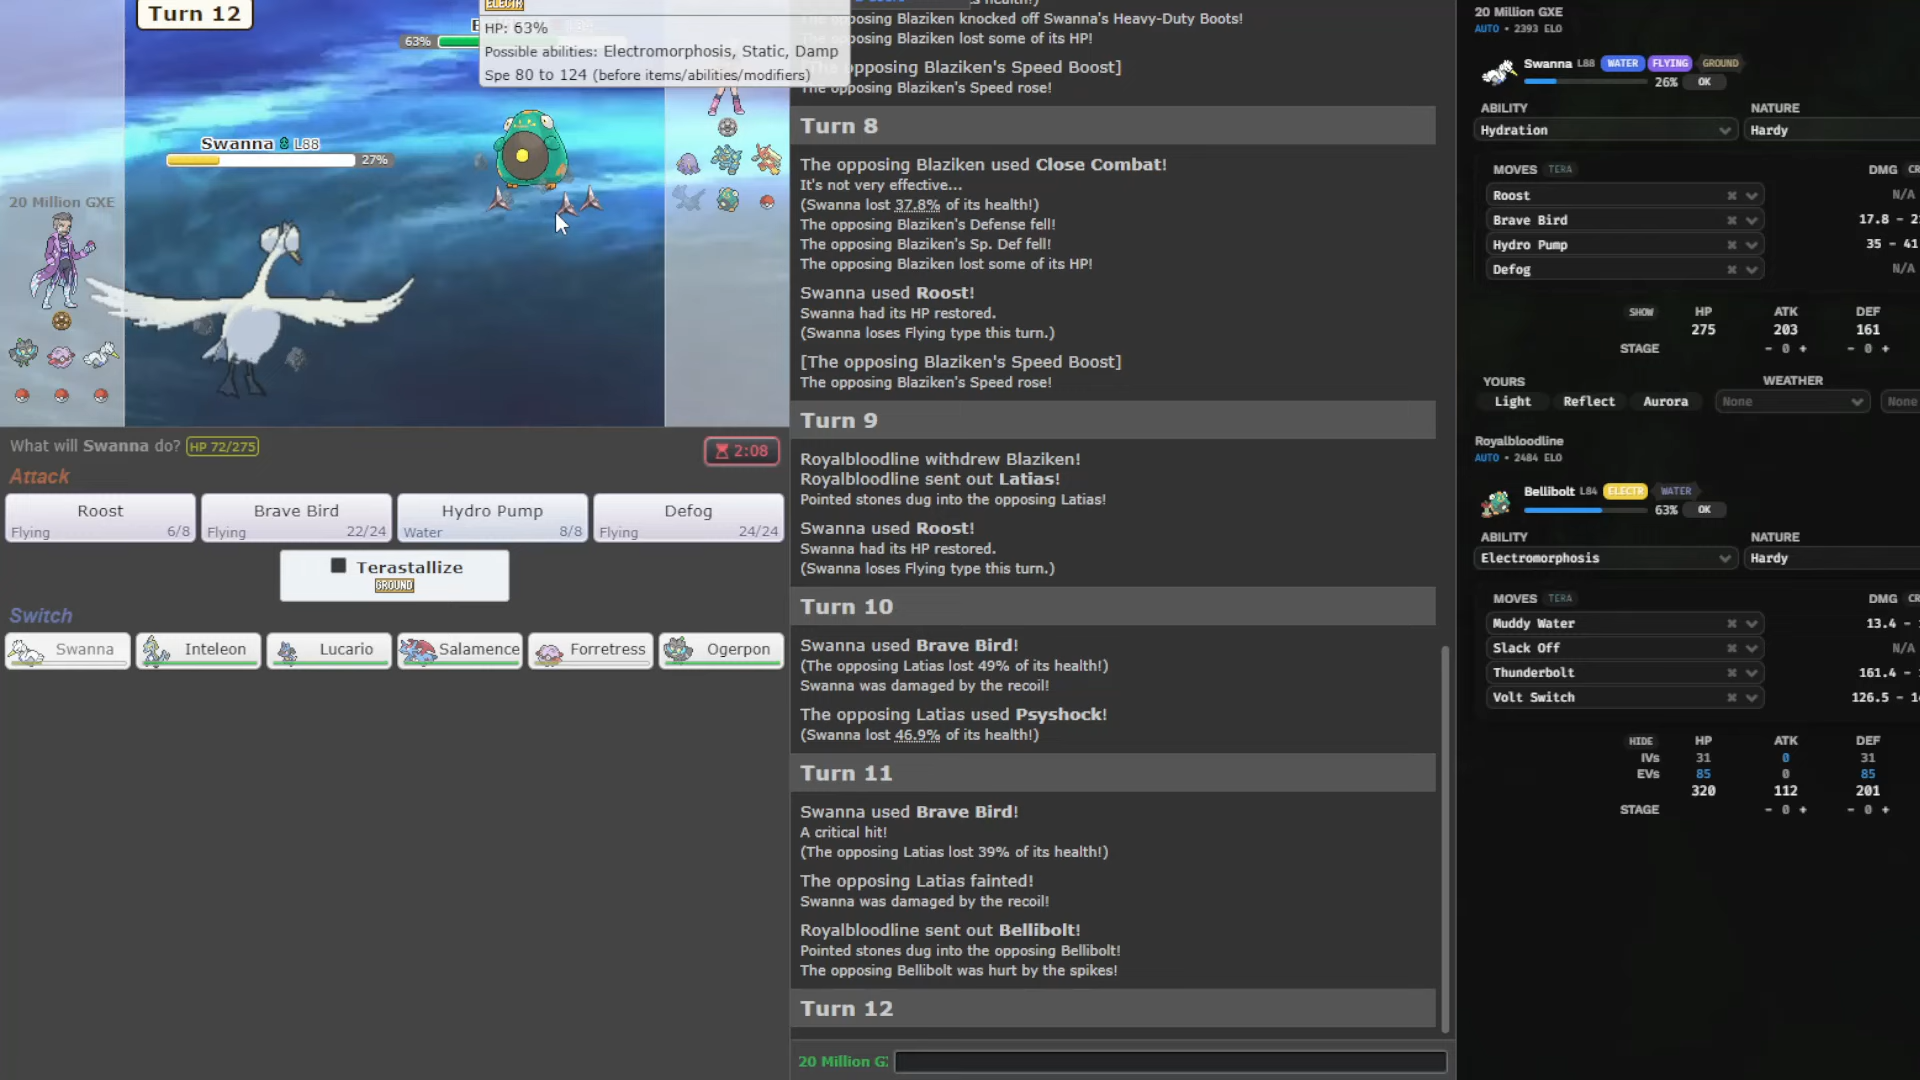 Turn 12
63%
ELECTR
HP: 63%
Possible abilities: Electromorphosis, Static, Damp
Spe 80 to 124 (before items/abilities/modifiers)
Swanna L88
27%
20 Million GXE
What will Swanna do? HP 72/275
2:08
Attack
Roost
Flying 6/8
Brave Bird
Flying 22/24
Hydro Pump
Water 8/8
Defog
Flying 24/24
Terastallize
GROUND
Switch
Swanna
Inteleon
Lucario
Salamence
Forretress
Ogerpon
The opposing Blaziken knocked off Swanna's Heavy-Duty Boots!
The opposing Blaziken lost some of its HP!
[The opposing Blaziken's Speed Boost]
The opposing Blaziken's Speed rose!
Turn 8
The opposing Blaziken used Close Combat!
It's not very effective...
(Swanna lost 37.8% of its health!)
The opposing Blaziken's Defense fell!
The opposing Blaziken's Sp. Def fell!
The opposing Blaziken lost some of its HP!
Swanna used Roost!
Swanna had its HP restored.
(Swanna loses Flying type this turn.)
[The opposing Blaziken's Speed Boost]
The opposing Blaziken's Speed rose!
Turn 9
Royalbloodline withdrew Blaziken!
Royalbloodline sent out Latias!
Pointed stones dug into the opposing Latias!
Swanna used Roost!
Swanna had its HP restored.
(Swanna loses Flying type this turn.)
Turn 10
Swanna used Brave Bird!
(The opposing Latias lost 49% of its health!)
Swanna was damaged by the recoil!
The opposing Latias used Psyshock!
(Swanna lost 46.9% of its health!)
Turn 11
Swanna used Brave Bird!
A critical hit!
(The opposing Latias lost 39% of its health!)
The opposing Latias fainted!
Swanna was damaged by the recoil!
Royalbloodline sent out Bellibolt!
Pointed stones dug into the opposing Bellibolt!
The opposing Bellibolt was hurt by the spikes!
Turn 12
20 Million G
20 Million GXE
AUTO • 2393 ELO
Swanna L88 WATER FLYING GROUND
26% OK
ABILITY NATURE
Hydration Hardy
MOVES TERA DMG CR
Roost N/A
Brave Bird 17.8 - 2
Hydro Pump 35 - 41
Defog N/A
SHOW HP ATK DEF
275 203 161
STAGE - 0 + - 0 +
YOURS WEATHER
Light Reflect Aurora None None
Royalbloodline
AUTO • 2484 ELO
Bellibolt L84 ELECTR WATER
63% OK
ABILITY NATURE
Electromorphosis Hardy
MOVES TERA DMG CR
Muddy Water 13.4 -
Slack Off N/A
Thunderbolt 161.4 -
Volt Switch 126.5 -
HIDE HP ATK DEF
IVs 31 0 31
EVs 85 0 85
320 112 201
STAGE - 0 + - 0 +